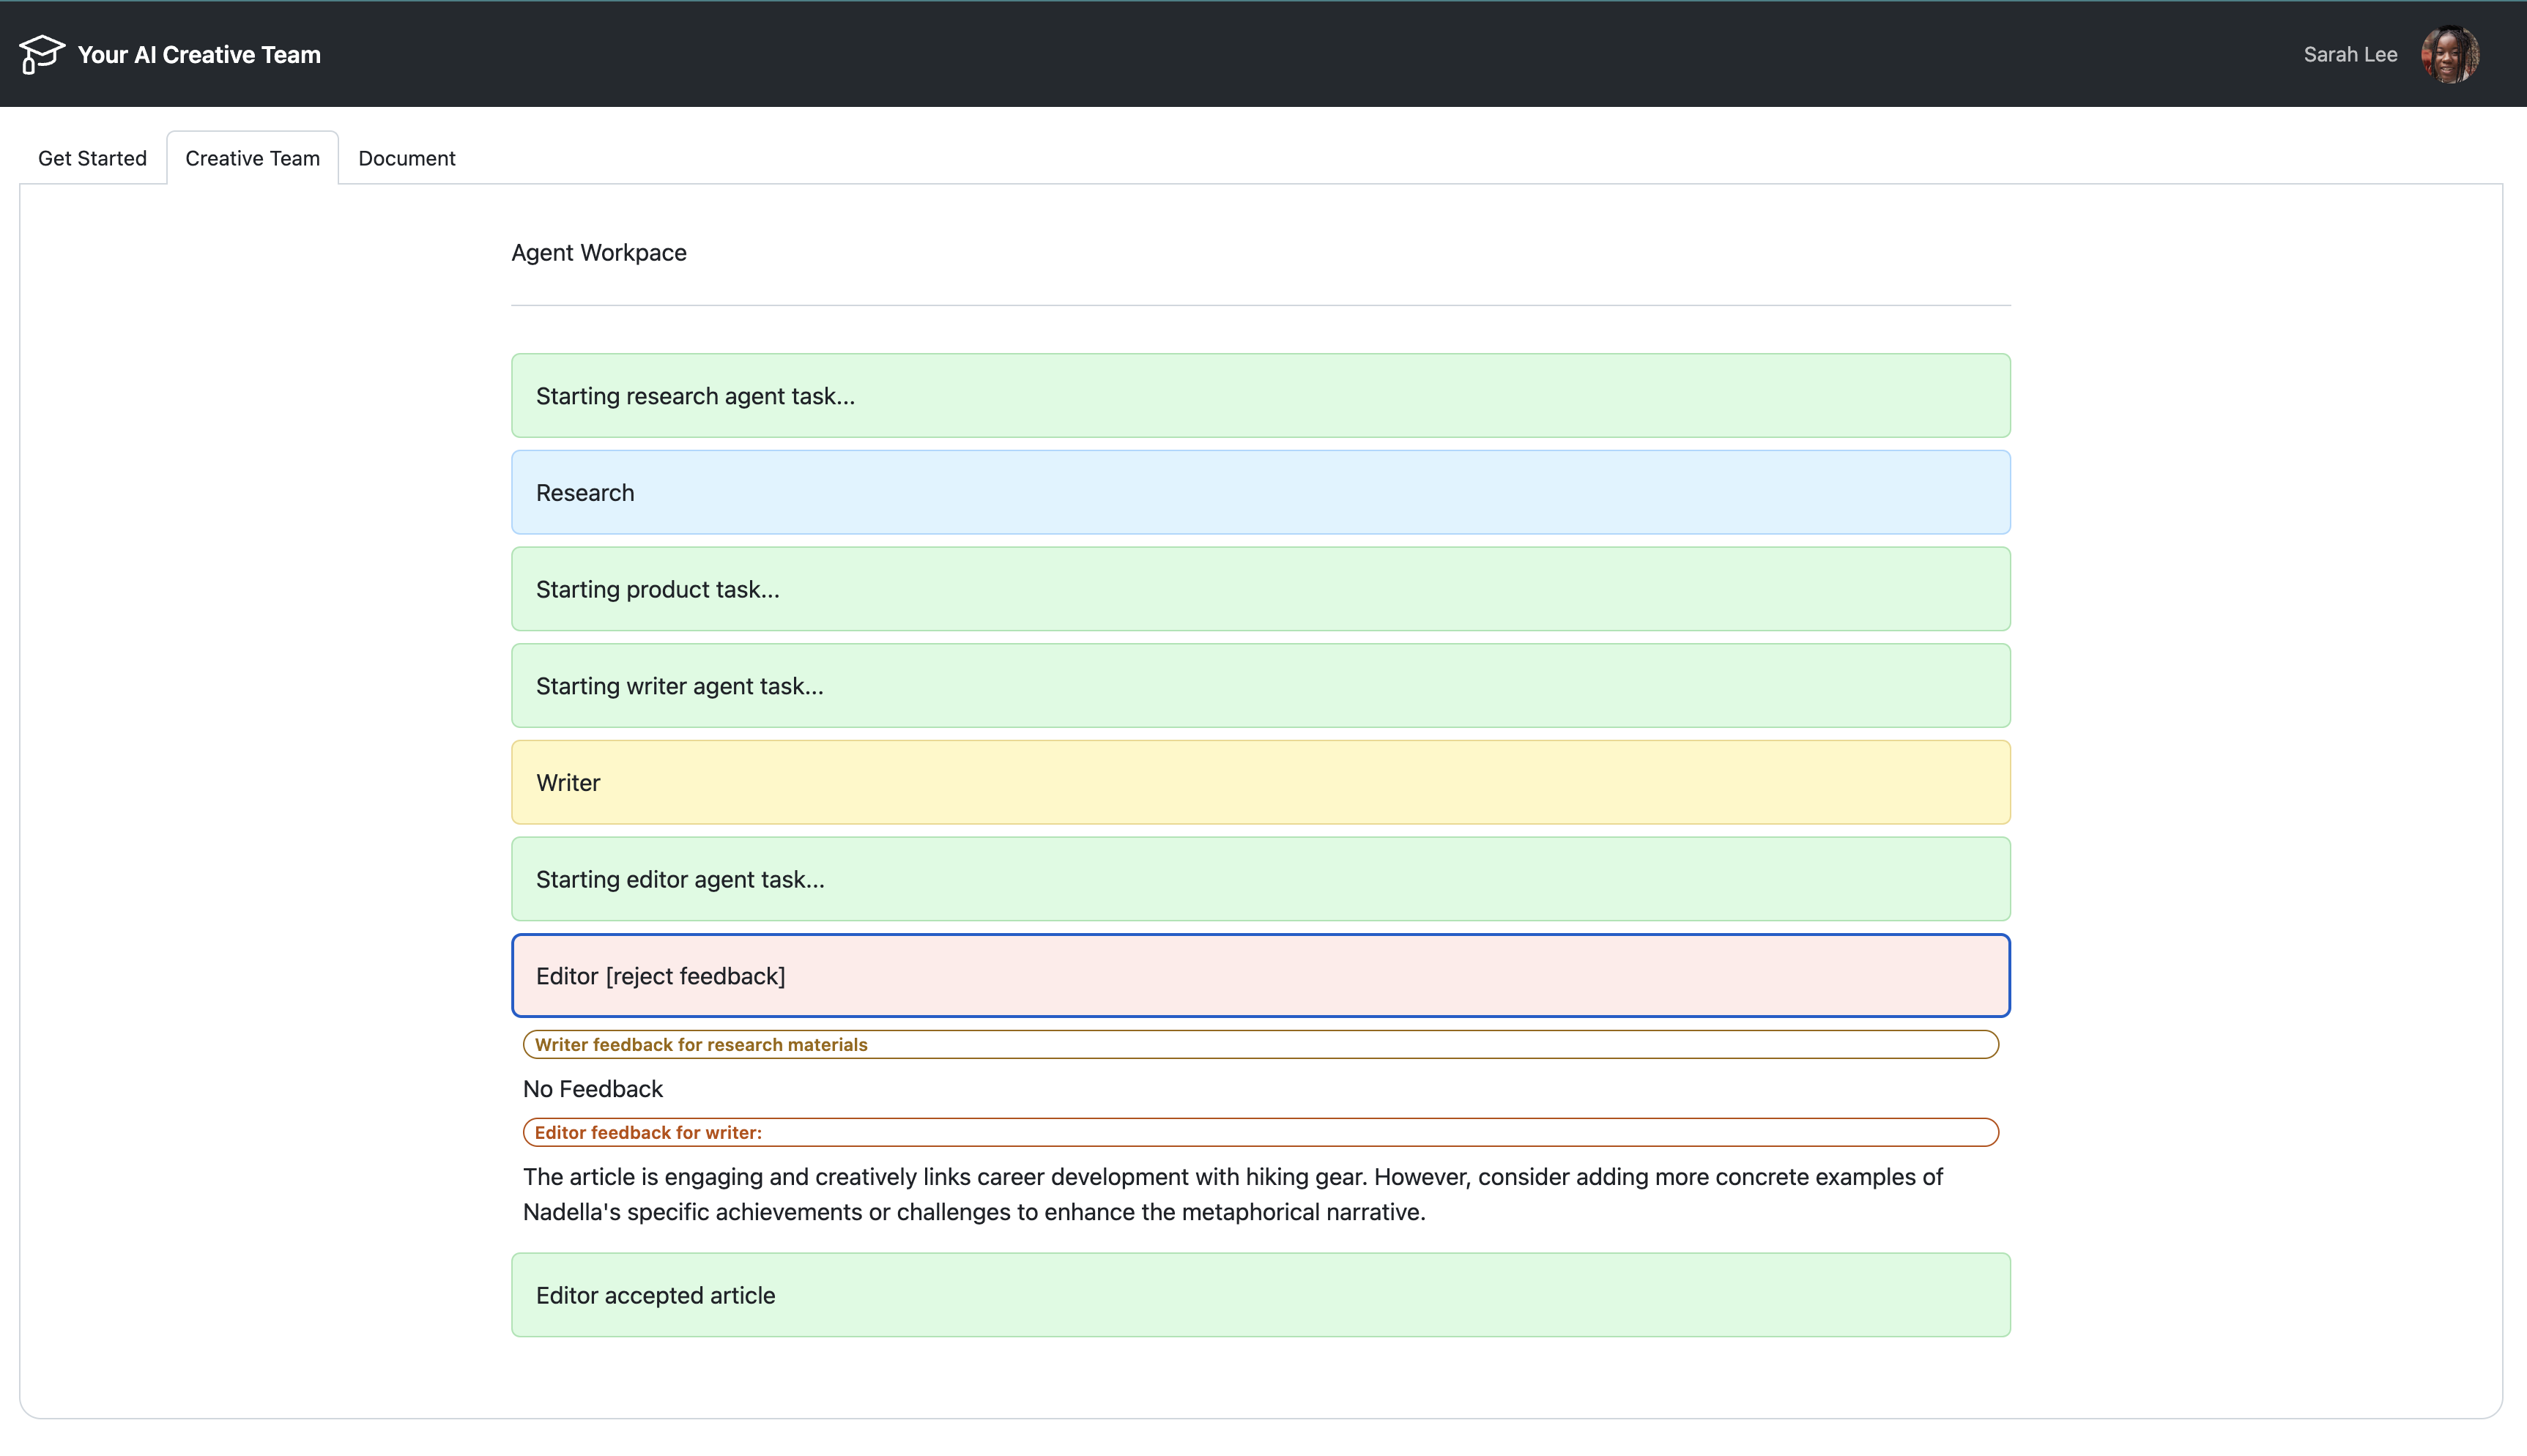 Your AI Creative Team
Sarah Lee
Get Started
Creative Team
Document
Agent Workpace
Starting research agent task...
Research
Starting product task...
Starting writer agent task...
Writer
Starting editor agent task...
Editor [reject feedback]
Writer feedback for research materials
No Feedback
Editor feedback for writer:
The article is engaging and creatively links career development with hiking gear. However, consider adding more concrete examples of
Nadella's specific achievements or challenges to enhance the metaphorical narrative.
Editor accepted article